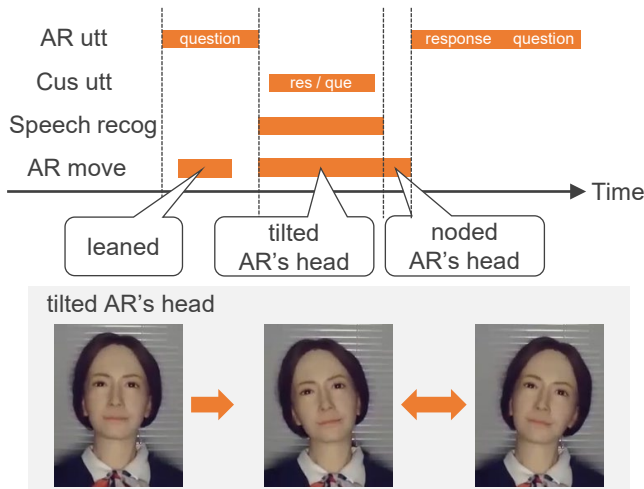 AR utt
question
response question
Cus utt
res / que
Speech recog
AR move
Time
leaned
tilted
AR's head
noded
AR's head
tilted AR's head